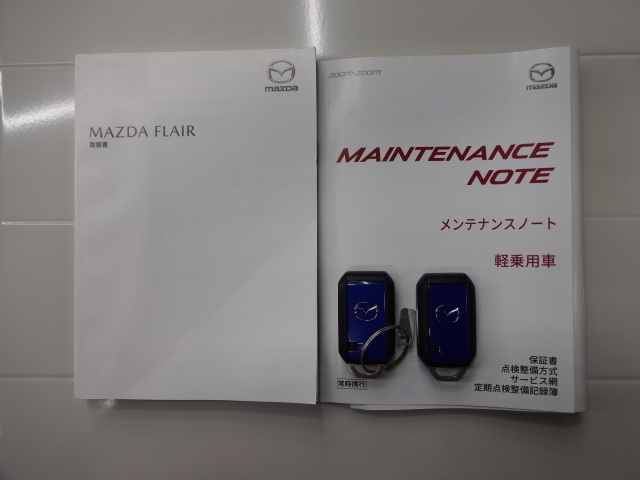 mazda
MAZDA FLAIR
取扱書
zoom-zoom
mazda
MAINTENANCE
NOTE
メンテナンスノート
軽乗用車
常時携行
保証書
点検整備方式
サービス網
定期点検整備記録簿